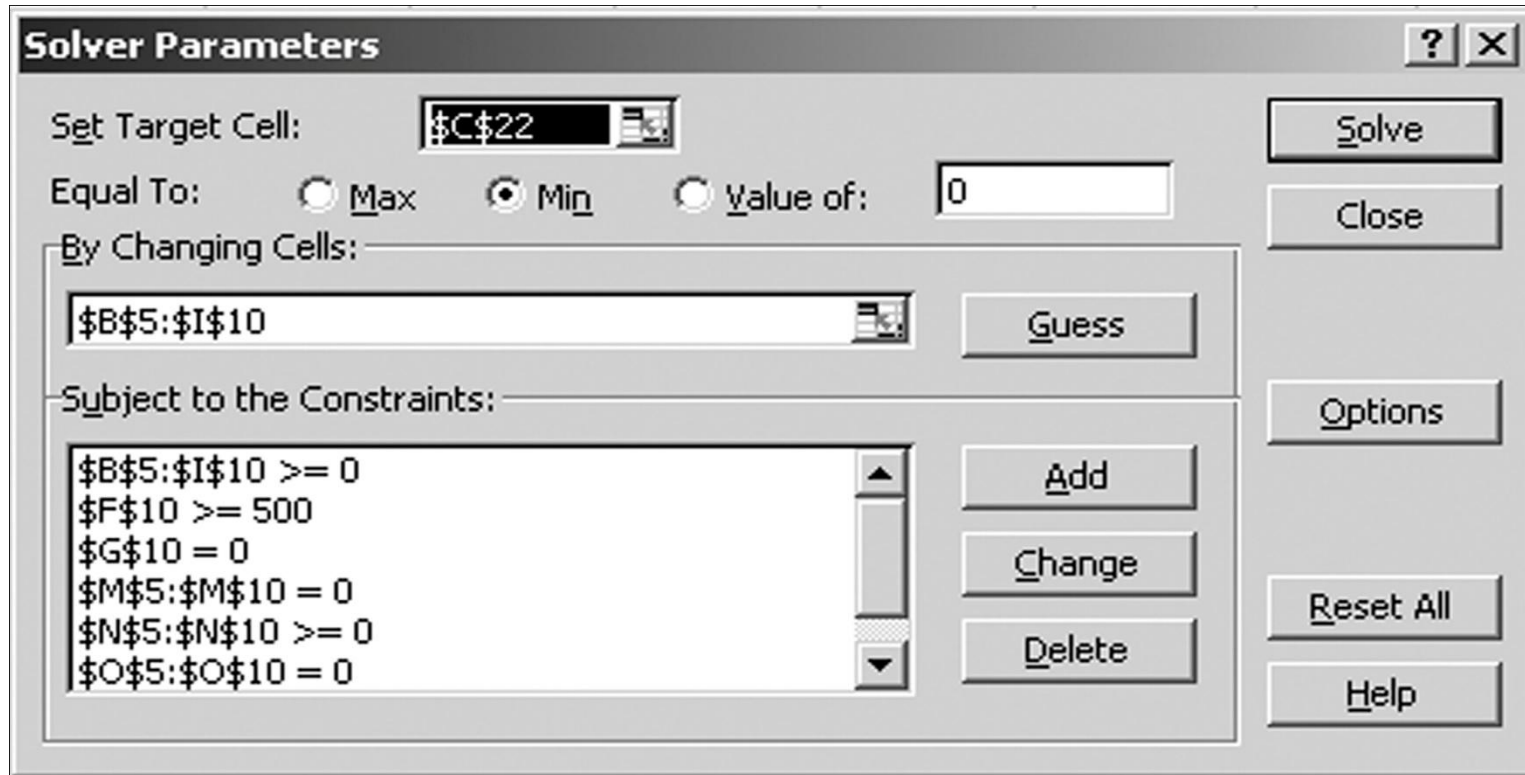 Solver Parameters
Set Target Cell: $C$22
Solve
Equal To: Max Min Value of: 0
Close
By Changing Cells:
$B$5:$I$10
Guess
Subject to the Constraints:
Options
$B$5:$I$10 >= 0
Add
$F$10 >= 500
$G$10 = 0
Change
$M$5:$M$10 = 0
Reset All
$N$5:$N$10 >= 0
Delete
$O$5:$O$10 = 0
Help